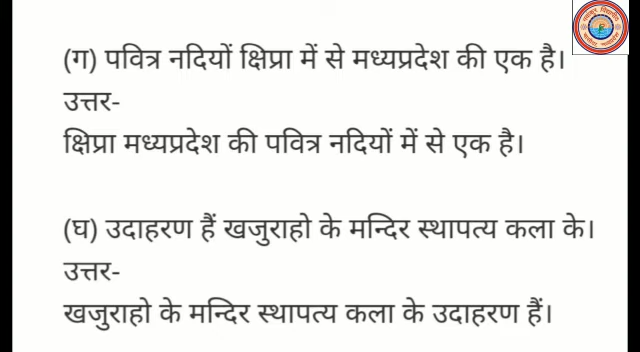 (ग) पवित्र नदियों क्षिप्रा में से मध्यप्रदेश की एक है।
उत्तर-
क्षिप्रा मध्यप्रदेश की पवित्र नदियों में से एक है।
(घ) उदाहरण हैं खजुराहो के मन्दिर स्थापत्य कला के।
उत्तर-
खजुराहो के मन्दिर स्थापत्य कला के उदाहरण हैं।